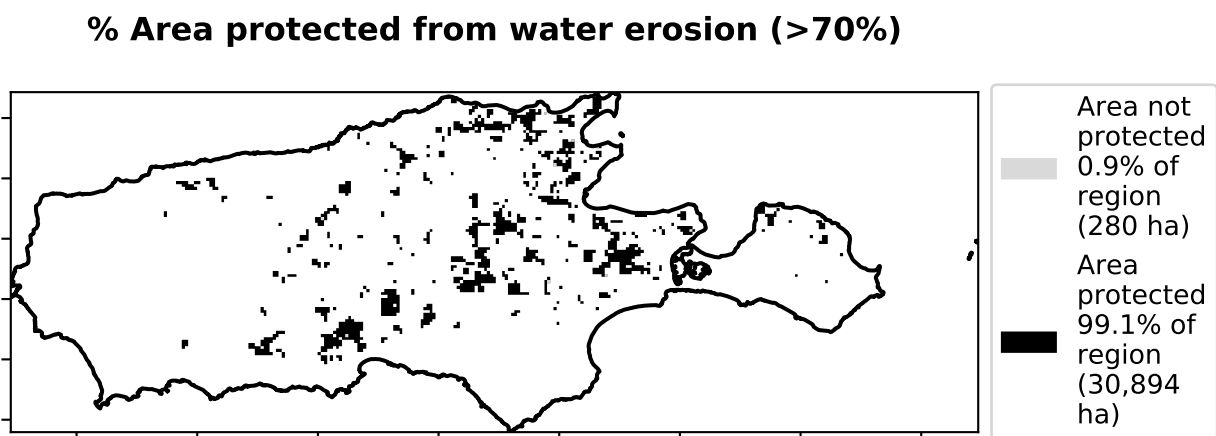 % Area protected from water erosion (>70%)
Area not
protected
0.9% of
region
(280 ha)
Area
protected
99.1% of
region
(30,894
ha)